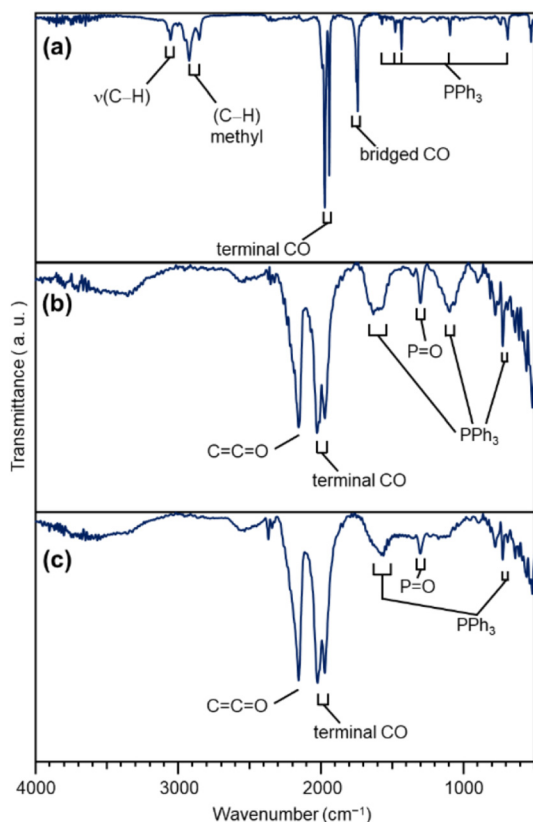 (a)
ν(C–H)
(C–H)
methyl
PPh₃
bridged CO
terminal CO
(b)
P=O
PPh₃
C=C=O
terminal CO
(c)
P=O
PPh₃
C=C=O
terminal CO
Transmittance ( a. u. )
4000 3000 2000 1000
Wavenumber (cm⁻¹)